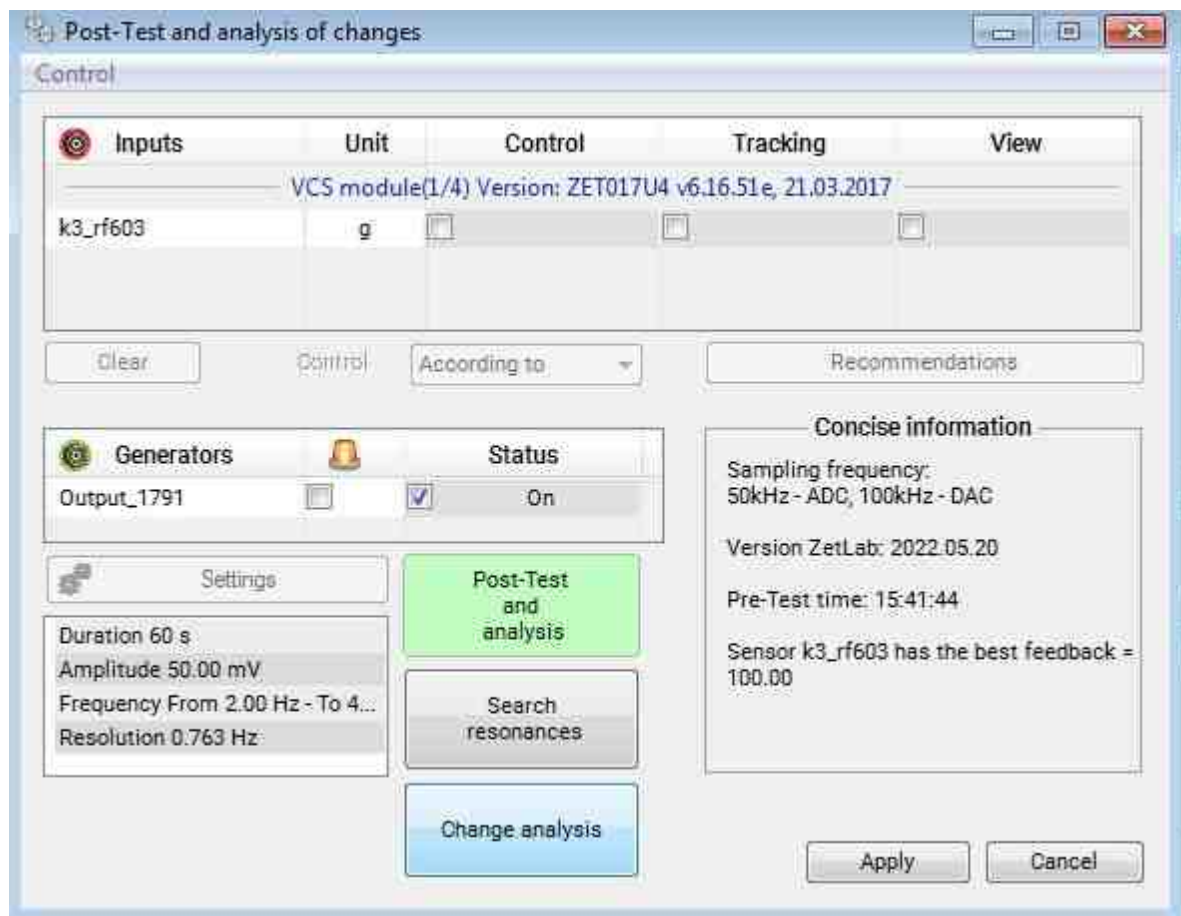 Post-Test and analysis of changes
Control
Inputs Unit Control Tracking View
VCS module(1/4) Version: ZET017U4 v6.16.51e, 21.03.2017
k3_rf603 g
Clear Control According to Recommendations
Generators Status
Output_1791 On
Settings
Duration 60 s
Amplitude 50.00 mV
Frequency From 2.00 Hz - To 4...
Resolution 0.763 Hz
Post-Test
and
analysis
Search
resonances
Change analysis
Concise information
Sampling frequency:
50kHz - ADC, 100kHz - DAC
Version ZetLab: 2022.05.20
Pre-Test time: 15:41:44
Sensor k3_rf603 has the best feedback =
100.00
Apply Cancel